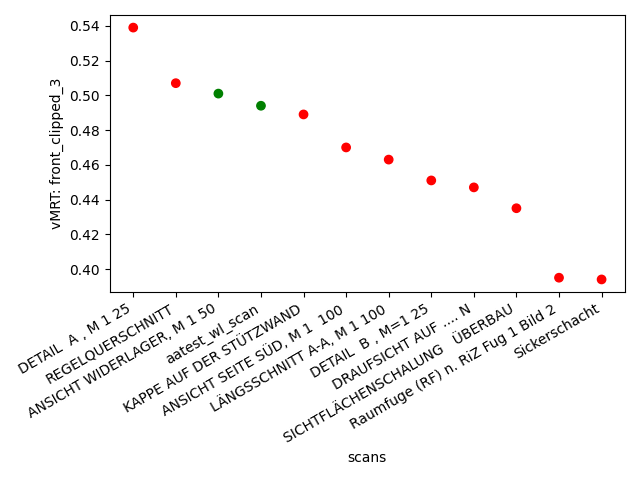 0.54
0.52
0.50
0.48
0.46
0.44
0.42
0.40
vMRT: front_clipped_3
DETAIL  A , M 1 25
REGELQUERSCHNITT
ANSICHT WIDERLAGER, M 1 50
aatest_wl_scan
KAPPE AUF DER STÜTZWAND
ANSICHT SEITE SÜD, M 1  100
LÄNGSSCHNITT A-A, M 1 100
DETAIL  B , M=1 25
DRAUFSICHT AUF .... N
SICHTFLÄCHENSCHALUNG   ÜBERBAU
Raumfuge (RF) n. RiZ Fug 1 Bild 2
Sickerschacht
scans